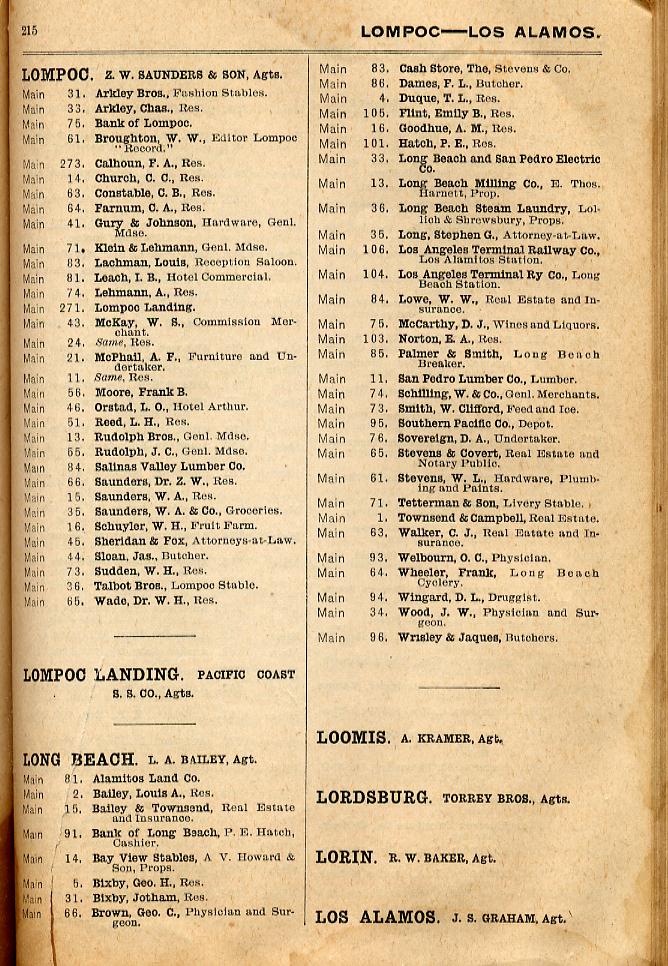 215
LOMPOC—LOS ALAMOS.
LOMPOC. Z. W. SAUNDERS & SON, Agts.
Main 31. Arkley Bros., Fashion Stables.
Main 33. Arkley, Chas., Res.
Main 75. Bank of Lompoc.
Main 61. Broughton, W. W., Editor Lompoc
"Record."
Main 273. Calhoun, F. A., Res.
Main 14. Church, C. C., Res.
Main 63. Constable, C. B., Res.
Main 64. Farnum, C. A., Res.
Main 41. Gury & Johnson, Hardware, Genl.
Mdse.
Main 71. Klein & Lehmann, Genl. Mdse.
Main 83. Lachman, Louis, Reception Saloon.
Main 81. Leach, I. B., Hotel Commercial.
Main 74. Lehmann, A., Res.
Main 271. Lompoc Landing.
Main 43. McKay, W. S., Commission Mer-
chant.
Main 24. Same, Res.
Main 21. McPhail, A. F., Furniture and Un-
dertaker.
Main 11. Same, Res.
Main 56. Moore, Frank B.
Main 46. Orstad, L. O., Hotel Arthur.
Main 51. Reed, L. H., Res.
Main 13. Rudolph Bros., Genl. Mdse.
Main 55. Rudolph, J. C., Genl. Mdse.
Main 84. Salinas Valley Lumber Co.
Main 66. Saunders, Dr. Z. W., Res.
Main 15. Saunders, W. A., Res.
Main 35. Saunders, W. A. & Co., Groceries.
Main 16. Schuyler, W. H., Fruit Farm.
Main 45. Sheridan & Fox, Attorneys-at-Law.
Main 44. Sloan, Jas., Butcher.
Main 73. Sudden, W. H., Res.
Main 36. Talbot Bros., Lompoc Stable.
Main 65. Wade, Dr. W. H., Res.
LOMPOC LANDING. PACIFIC COAST
S. S. CO., Agts.
LONG BEACH. L. A. BAILEY, Agt.
Main 81. Alamitos Land Co.
Main 2. Bailey, Louis A., Res.
Main 15. Bailey & Townsend, Real Estate
and Insurance.
Main 91. Bank of Long Beach, P. E. Hatch,
Cashier.
Main 14. Bay View Stables, A V. Howard &
Son, Props.
Main 5. Bixby, Geo. H., Res.
Main 31. Bixby, Jotham, Res.
Main 66. Brown, Geo. C., Physician and Sur-
geon.
Main 83. Cash Store, The, Stevens & Co.
Main 86. Dames, F. L., Butcher.
Main 4. Duque, T. L., Res.
Main 105. Flint, Emily B., Res.
Main 16. Goodhue, A. M., Res.
Main 101. Hatch, P. E., Res.
Main 33. Long Beach and San Pedro Electric
Co.
Main 13. Long Beach Milling Co., E. Thos.
Harnett, Prop.
Main 36. Long Beach Steam Laundry, Lol-
lich & Shrewsbury, Props.
Main 35. Long, Stephen G., Attorney-at-Law.
Main 106. Los Angeles Terminal Railway Co.,
Los Alamitos Station.
Main 104. Los Angeles Terminal Ry Co., Long
Beach Station.
Main 84. Lowe, W. W., Real Estate and In-
surance.
Main 75. McCarthy, D. J., Wines and Liquors.
Main 103. Norton, E. A., Res.
Main 85. Palmer & Smith, Long Beach
Breaker.
Main 11. San Pedro Lumber Co., Lumber.
Main 74. Schilling, W. & Co., Genl. Merchants.
Main 73. Smith, W. Clifford, Feed and Ice.
Main 95. Southern Pacific Co., Depot.
Main 76. Sovereign, D. A., Undertaker.
Main 65. Stevens & Covert, Real Estate and
Notary Public.
Main 61. Stevens, W. L., Hardware, Plumb-
ing and Paints.
Main 71. Tetterman & Son, Livery Stable.
Main 1. Townsend & Campbell, Real Estate.
Main 63. Walker, C. J., Real Eatate and In-
surance.
Main 93. Welbourn, O. C., Physician.
Main 64. Wheeler, Frank, Long Beach
Cyclery.
Main 94. Wingard, D. L., Druggist.
Main 34. Wood, J. W., Physician and Sur-
geon.
Main 96. Wrisley & Jaques, Butchers.
LOOMIS. A. KRAMER, Agt.
LORDSBURG. TORREY BROS., Agts.
LORIN. R. W. BAKER, Agt.
LOS ALAMOS. J. S. GRAHAM, Agt.